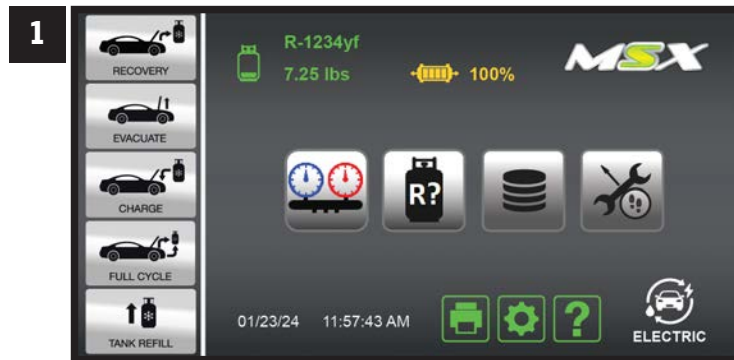 1
RECOVERY
EVACUATE
CHARGE
FULL CYCLE
TANK REFILL
R-1234yf
7.25 lbs
100%
MSX
R?
01/23/24 11:57:43 AM
?
ELECTRIC